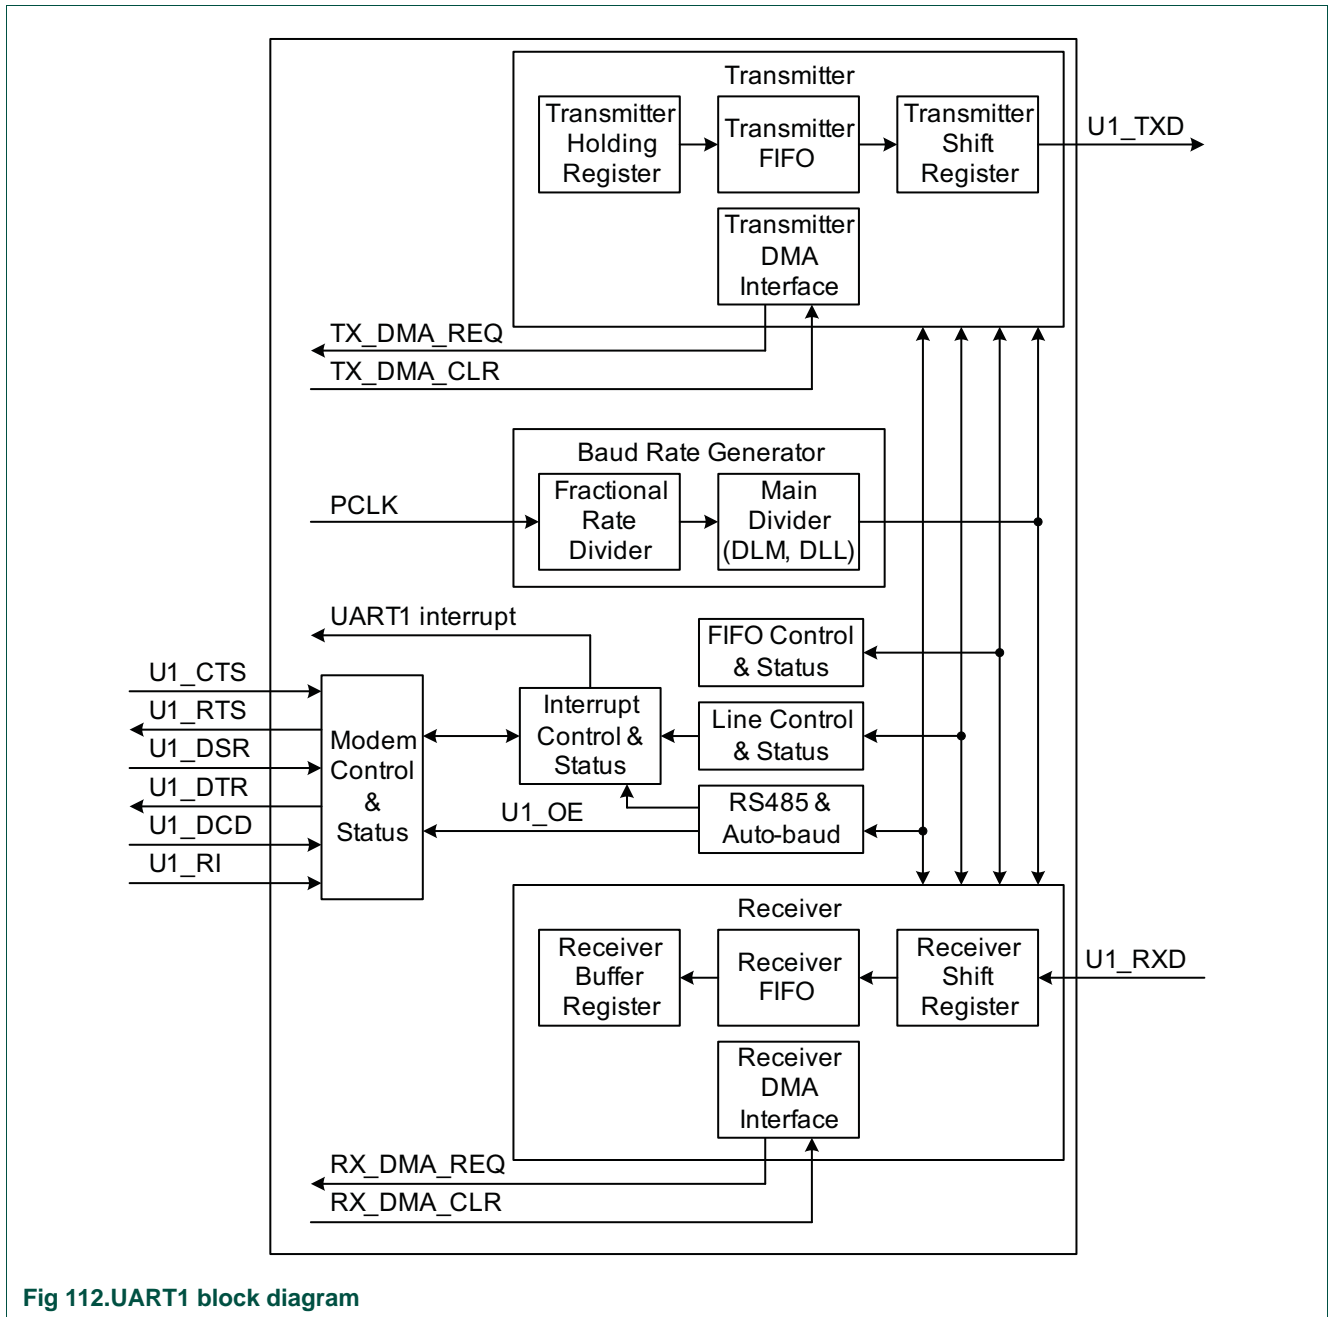 Transmitter
Transmitter
Holding
Register
Transmitter
FIFO
Transmitter
Shift
Register
U1_TXD
Transmitter
DMA
Interface
TX_DMA_REQ
TX_DMA_CLR
Baud Rate Generator
PCLK
Fractional
Rate
Divider
Main
Divider
(DLM, DLL)
UART1 interrupt
FIFO Control
& Status
U1_CTS
U1_RTS
U1_DSR
U1_DTR
U1_DCD
U1_RI
Modem
Control
&
Status
Interrupt
Control &
Status
Line Control
& Status
U1_OE
RS485 &
Auto-baud
Receiver
Receiver
Buffer
Register
Receiver
FIFO
Receiver
Shift
Register
U1_RXD
Receiver
DMA
Interface
RX_DMA_REQ
RX_DMA_CLR
Fig 112.UART1 block diagram